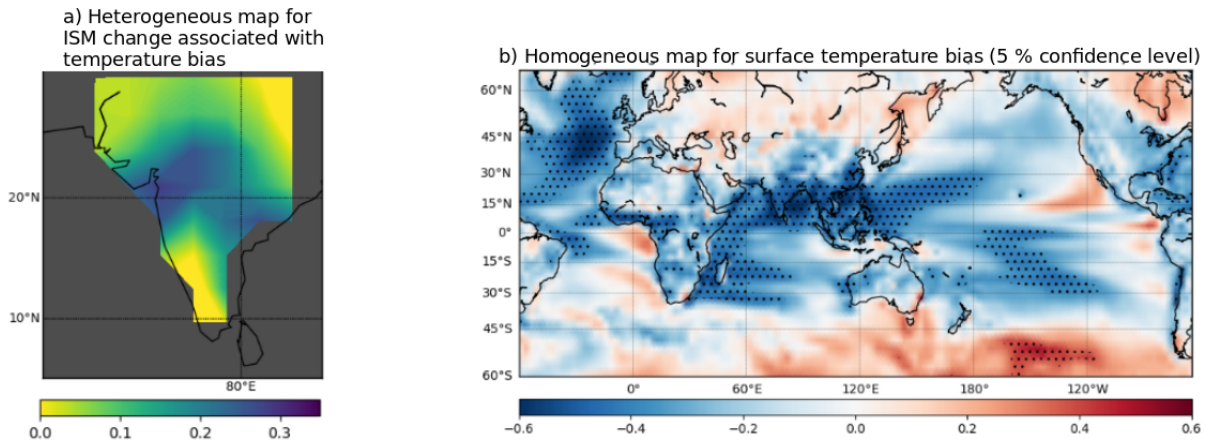 a) Heterogeneous map for
ISM change associated with
temperature bias
20°N
10°N
80°E
0.0 0.1 0.2 0.3
b) Homogeneous map for surface temperature bias (5 % confidence level)
60°N
45°N
30°N
15°N
0°
15°S
30°S
45°S
60°S
0° 60°E 120°E 180° 120°W
−0.6 −0.4 −0.2 0.0 0.2 0.4 0.6